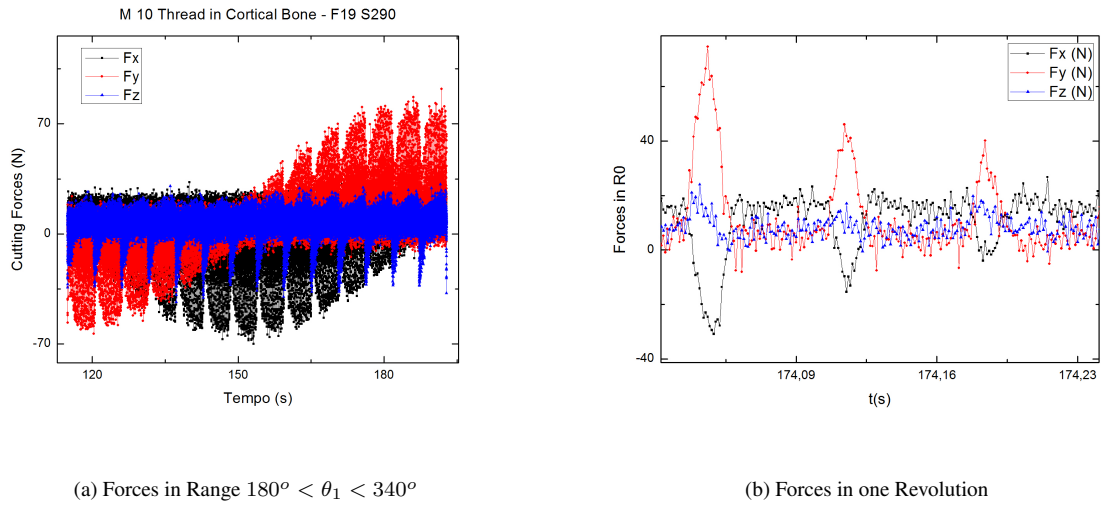 M 10 Thread in Cortical Bone - F19 S290
Fx
Fy
Fz
70
0
-70
Cutting Forces (N)
120
150
180
Tempo (s)
Fx (N)
Fy (N)
Fz (N)
80
40
0
-40
Forces in R0
174,09
174,16
174,23
t(s)
(a) Forces in Range 180° < θ₁ < 340°
(b) Forces in one Revolution